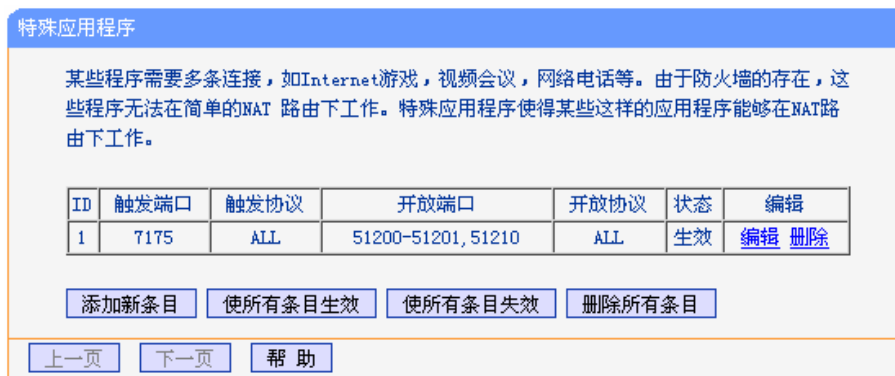 特殊应用程序
某些程序需要多条连接，如Internet游戏，视频会议，网络电话等。由于防火墙的存在，这
些程序无法在简单的NAT 路由下工作。特殊应用程序使得某些这样的应用程序能够在NAT路
由下工作。
ID 触发端口 触发协议 开放端口 开放协议 状态 编辑
1 7175 ALL 51200-51201,51210 ALL 生效 编辑 删除
添加新条目 使所有条目生效 使所有条目失效 删除所有条目
上一页 下一页 帮 助